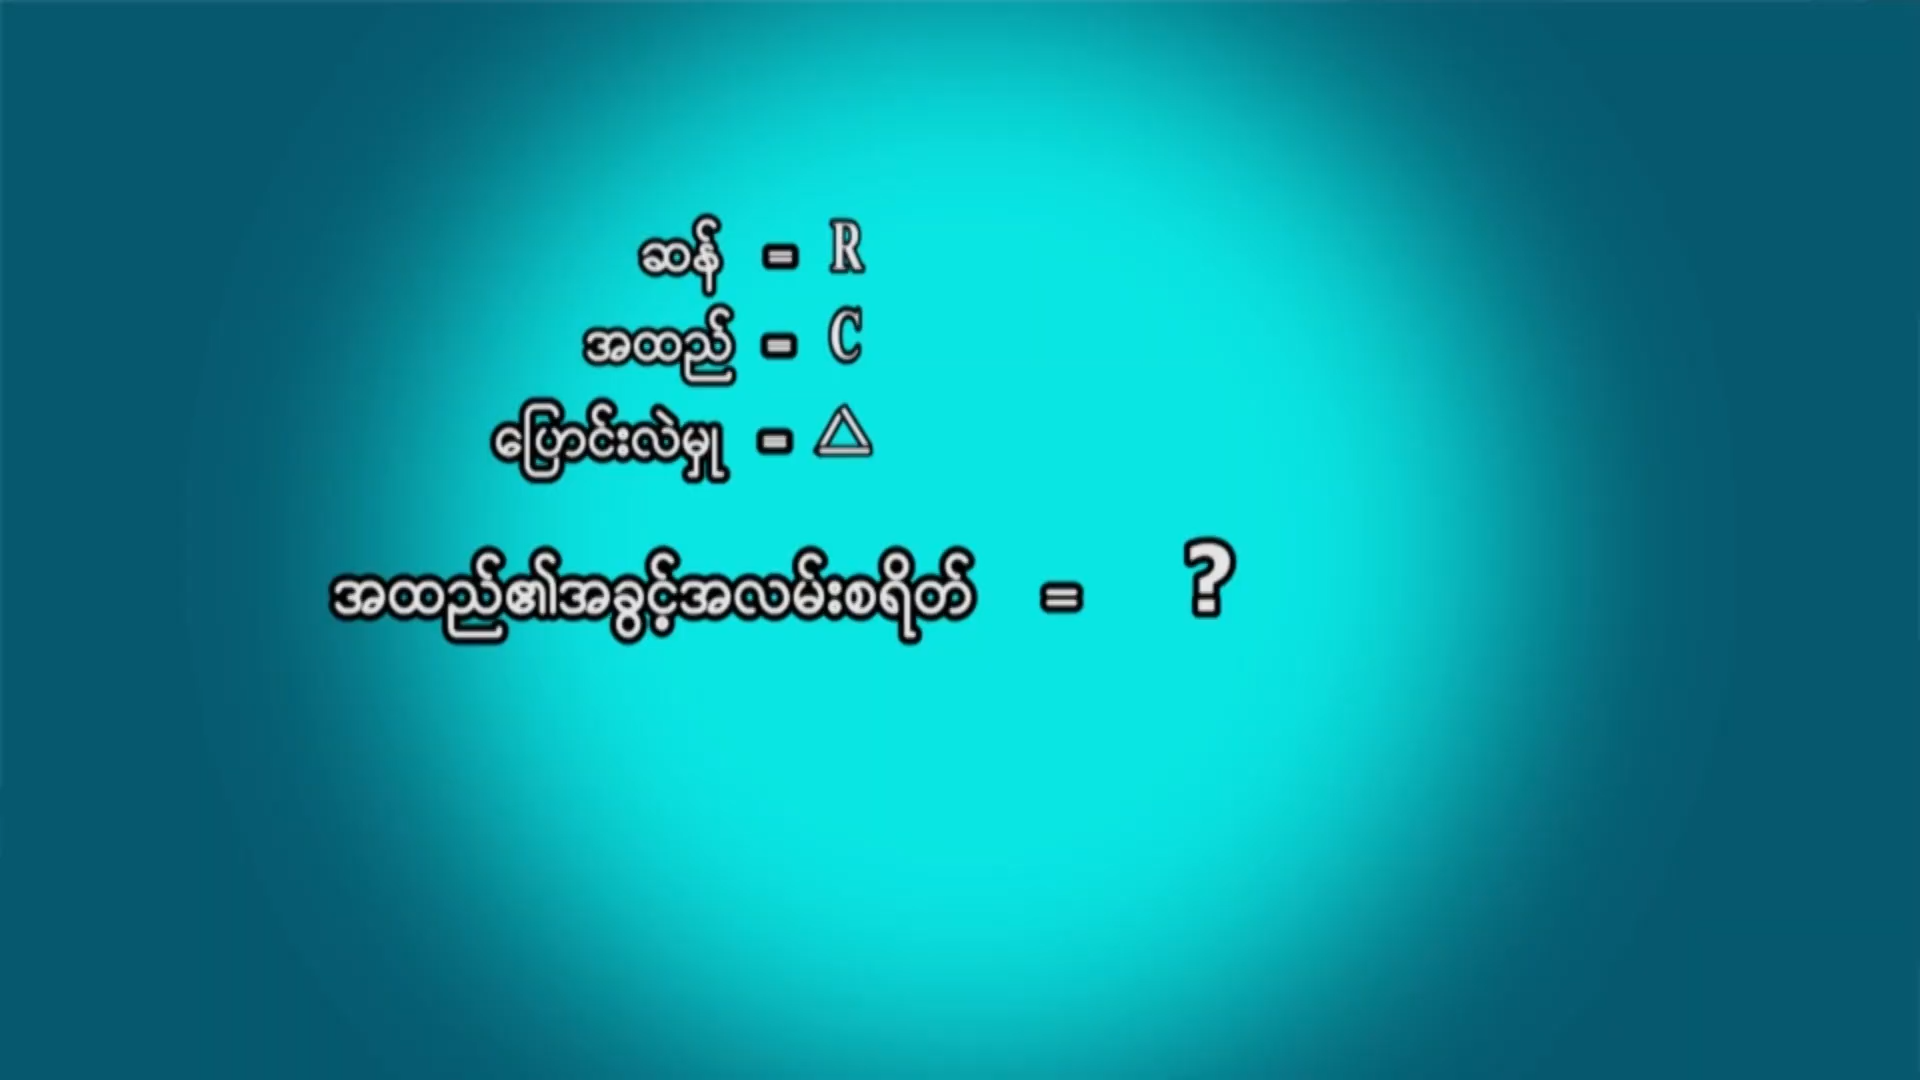 ဆန် = R
အထည် = C
ပြောင်းလဲမှု = △
အထည်၏အခွင့်အလမ်းစရိတ် = ?